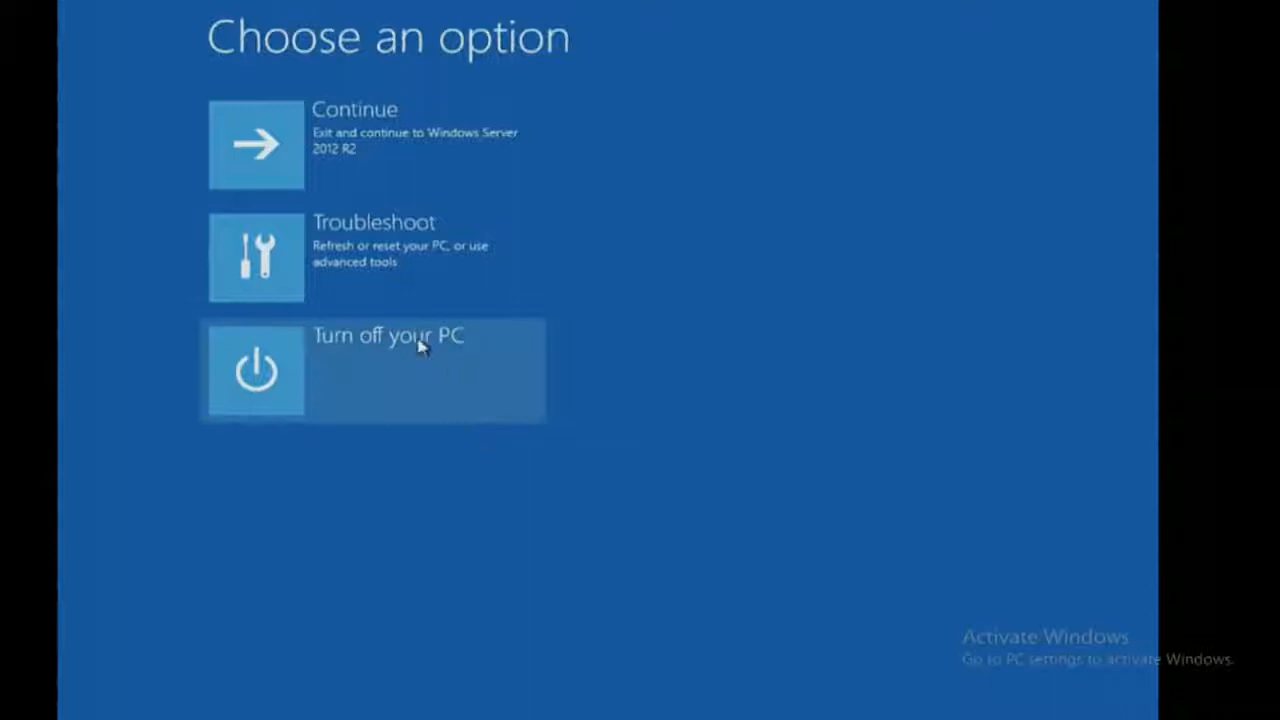 Choose an option
Continue
Exit and continue to Windows Server
2012 R2
Troubleshoot
Refresh or reset your PC, or use
advanced tools
Turn off your PC
Activate Windows
Go to PC settings to activate Windows.